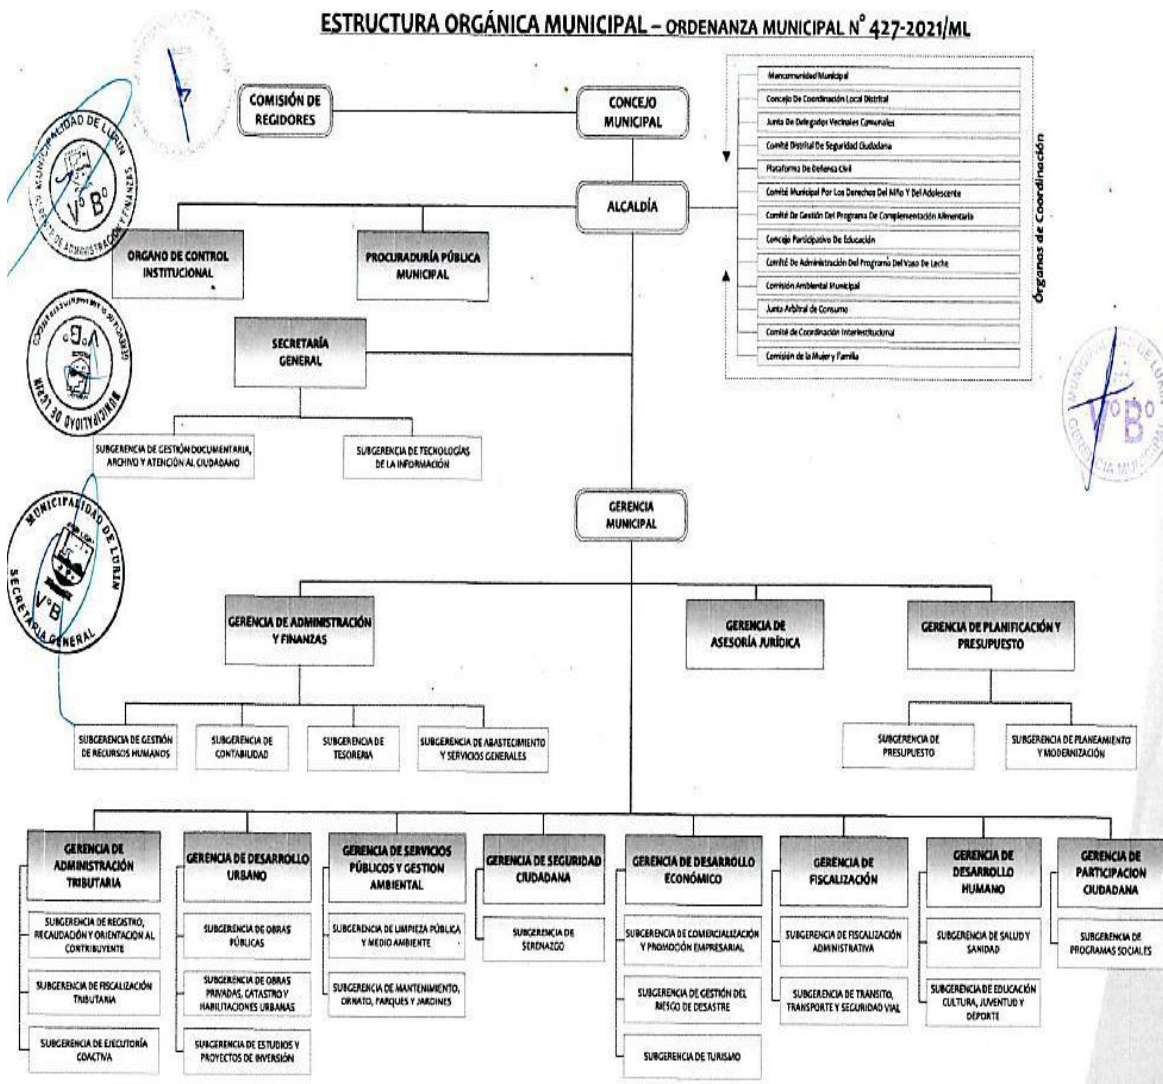 ESTRUCTURA ORGÁNICA MUNICIPAL – ORDENANZA MUNICIPAL N° 427-2021/ML
COMISIÓN DE
REGIDORES
CONCEJO
MUNICIPAL
Mancomunidad Municipal
Concejo De Coordinación Local Distrital
Junta De Delegados Vecinales Comunales
Comité Distrital De Seguridad Ciudadana
Plataforma De Defensa Civil
Comité Municipal Por Los Derechos Del Niño Y Del Adolescente
Comité De Gestión Del Programa De Complementación Alimentaria
Concejo Participativo De Educación
Comité De Administración Del Programa Del Vaso De Leche
Comisión Ambiental Municipal
Junta Arbitral de Consumo
Comité de Coordinación Interinstitucional
Comisión de la Mujer y Familia
Órganos de Coordinación
ALCALDÍA
ORGANO DE CONTROL
INSTITUCIONAL
PROCURADURÍA PÚBLICA
MUNICIPAL
SECRETARÍA
GENERAL
SUBGERENCIA DE GESTIÓN DOCUMENTARIA,
ARCHIVO Y ATENCIÓN AL CIUDADANO
SUBGERENCIA DE TECNOLOGÍAS
DE LA INFORMACIÓN
GERENCIA
MUNICIPAL
GERENCIA DE ADMINISTRACIÓN
Y FINANZAS
GERENCIA DE
ASESORÍA JURÍDICA
GERENCIA DE PLANIFICACIÓN Y
PRESUPUESTO
SUBGERENCIA DE GESTIÓN
DE RECURSOS HUMANOS
SUBGERENCIA DE
CONTABILIDAD
SUBGERENCIA DE
TESORERIA
SUBGERENCIA DE ABASTECIMIENTO
Y SERVICIOS GENERALES
SUBGERENCIA DE
PRESUPUESTO
SUBGERENCIA DE PLANEAMIENTO
Y MODERNIZACIÓN
GERENCIA DE
ADMINISTRACIÓN
TRIBUTARIA
SUBGERENCIA DE REGISTRO,
RECAUDACIÓN Y ORIENTACIÓN AL
CONTRIBUYENTE
SUBGERENCIA DE FISCALIZACIÓN
TRIBUTARIA
SUBGERENCIA DE EJECUTORÍA
COACTIVA
GERENCIA DE DESARROLLO
URBANO
SUBGERENCIA DE OBRAS
PÚBLICAS
SUBGERENCIA DE OBRAS
PRIVADAS, CATASTRO Y
HABILITACIONES URBANAS
SUBGERENCIA DE ESTUDIOS Y
PROYECTOS DE INVERSIÓN
GERENCIA DE SERVICIOS
PÚBLICOS Y GESTION
AMBIENTAL
SUBGERENCIA DE LIMPIEZA PÚBLICA
Y MEDIO AMBIENTE
SUBGERENCIA DE MANTENIMIENTO,
ORNATO, PARQUES Y JARDINES
GERENCIA DE SEGURIDAD
CIUDADANA
SUBGERENCIA DE
SERENAZGO
GERENCIA DE DESARROLLO
ECONÓMICO
SUBGERENCIA DE COMERCIALIZACIÓN
Y PROMOCIÓN EMPRESARIAL
SUBGERENCIA DE GESTIÓN DEL
RIESGO DE DESASTRE
SUBGERENCIA DE TURISMO
GERENCIA DE
FISCALIZACIÓN
SUBGERENCIA DE FISCALIZACIÓN
ADMINISTRATIVA
SUBGERENCIA DE TRANSITO,
TRANSPORTE Y SEGURIDAD VIAL
GERENCIA DE
DESARROLLO
HUMANO
SUBGERENCIA DE SALUD Y
SANIDAD
SUBGERENCIA DE EDUCACIÓN
CULTURA, JUVENTUD Y
DEPORTE
GERENCIA DE
PARTICIPACION
CIUDADANA
SUBGERENCIA DE
PROGRAMAS SOCIALES
MUNICIPALIDAD DE LURIN
V°B°
MUNICIPALIDAD DE LURIN
V°B°
MUNICIPALIDAD DE LURIN
V°B
SECRETARIA GENERAL
MUNICIPALIDAD DE LURIN
V°B°
GERENCIA MUNICIPAL